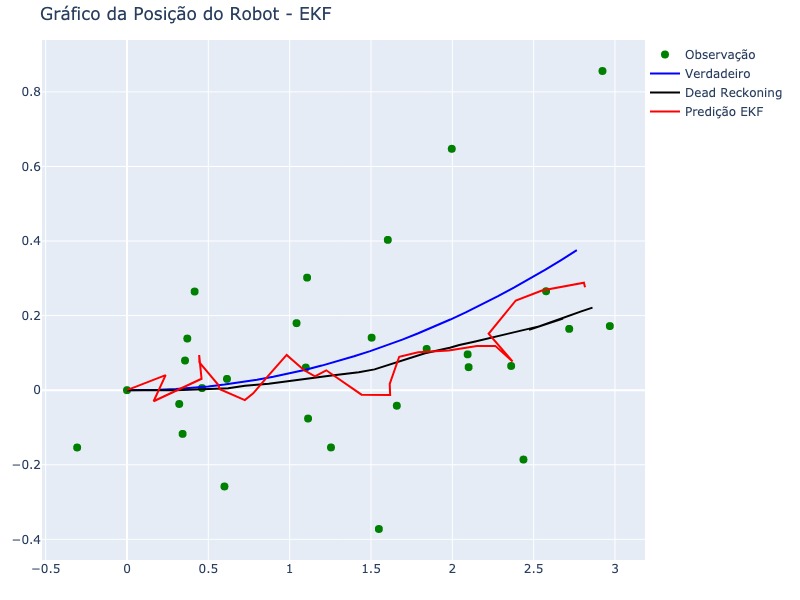 Gráfico da Posição do Robot - EKF
Observação
Verdadeiro
Dead Reckoning
Predição EKF
0.8
0.6
0.4
0.2
0
−0.2
−0.4
−0.5 0 0.5 1 1.5 2 2.5 3